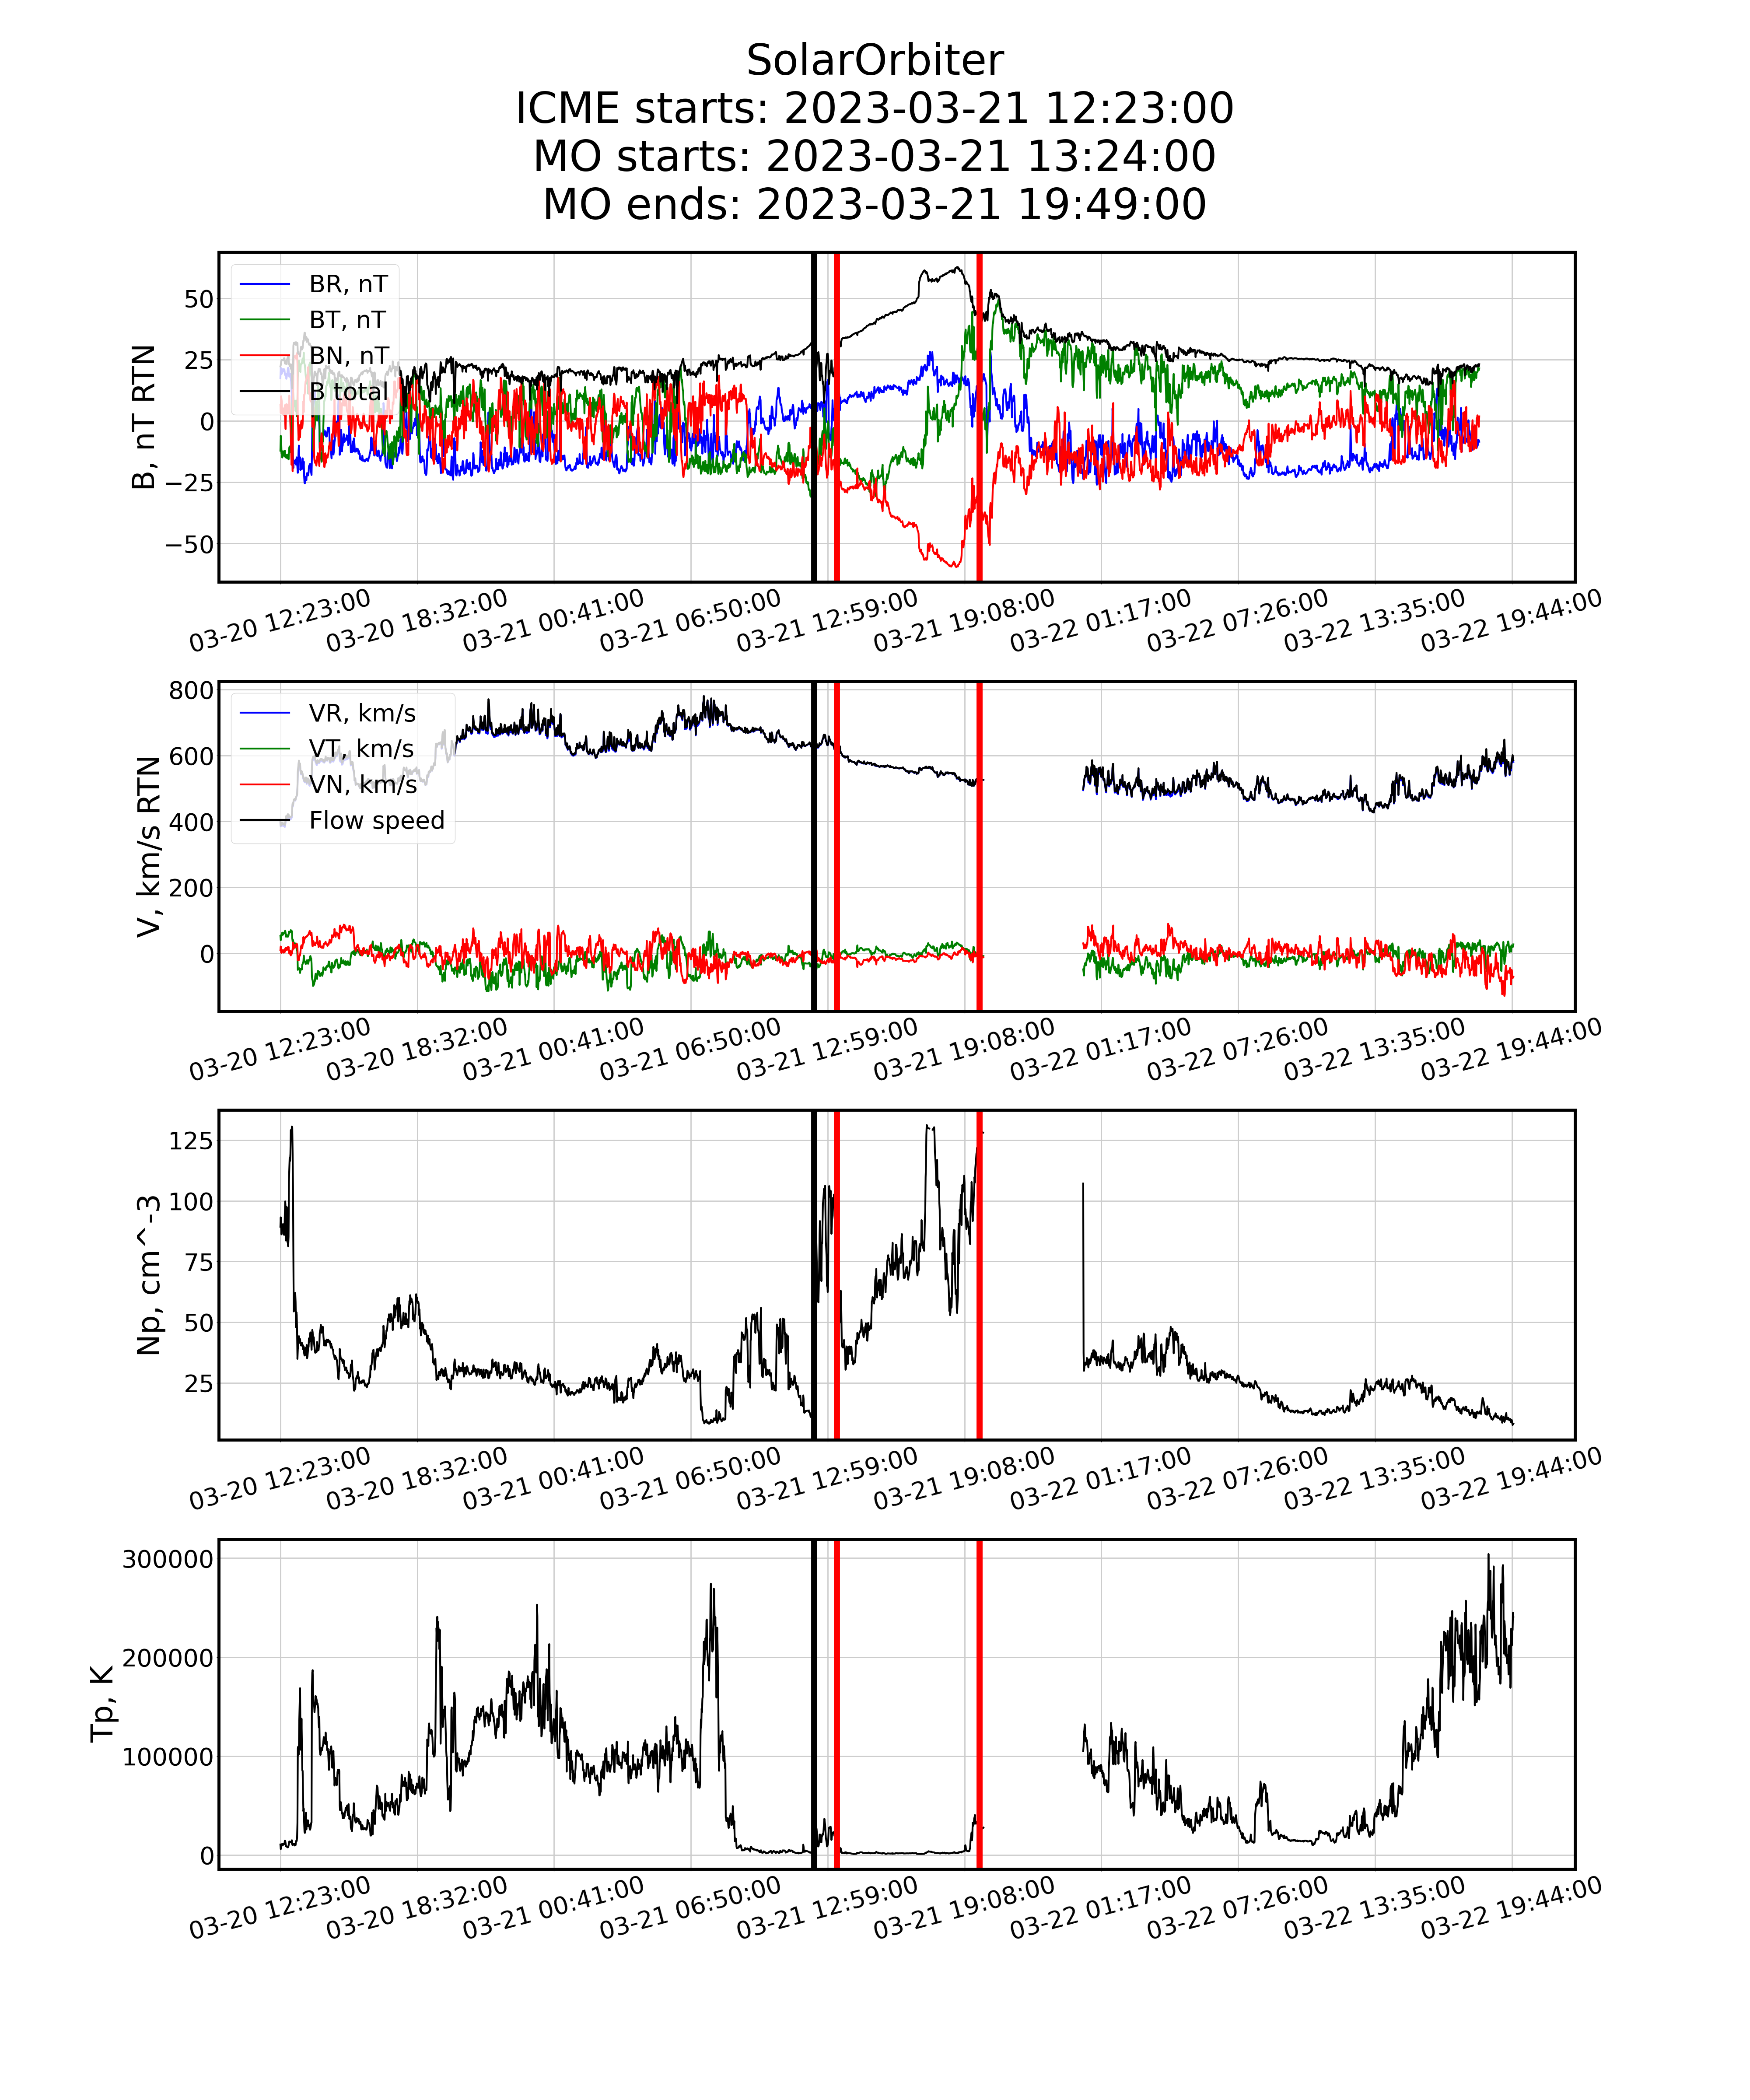 SolarOrbiter
ICME starts: 2023-03-21 12:23:00
MO starts: 2023-03-21 13:24:00
MO ends: 2023-03-21 19:49:00
B, nT RTN
50
25
0
−25
−50
BR, nT
BT, nT
BN, nT
B total
03-20 12:23:00 03-20 18:32:00 03-21 00:41:00 03-21 06:50:00 03-21 12:59:00 03-21 19:08:00 03-22 01:17:00 03-22 07:26:00 03-22 13:35:00 03-22 19:44:00
V, km/s RTN
800
600
400
200
0
VR, km/s
VT, km/s
VN, km/s
Flow speed
03-20 12:23:00 03-20 18:32:00 03-21 00:41:00 03-21 06:50:00 03-21 12:59:00 03-21 19:08:00 03-22 01:17:00 03-22 07:26:00 03-22 13:35:00 03-22 19:44:00
Np, cm^-3
125
100
75
50
25
03-20 12:23:00 03-20 18:32:00 03-21 00:41:00 03-21 06:50:00 03-21 12:59:00 03-21 19:08:00 03-22 01:17:00 03-22 07:26:00 03-22 13:35:00 03-22 19:44:00
Tp, K
300000
200000
100000
0
03-20 12:23:00 03-20 18:32:00 03-21 00:41:00 03-21 06:50:00 03-21 12:59:00 03-21 19:08:00 03-22 01:17:00 03-22 07:26:00 03-22 13:35:00 03-22 19:44:00